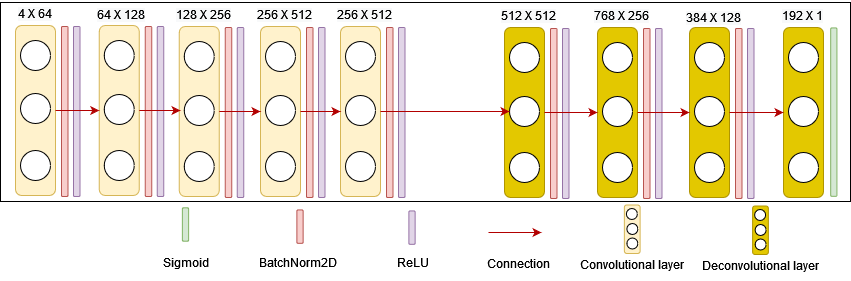 4 X 64
64 X 128
128 X 256
256 X 512
256 X 512
512 X 512
768 X 256
384 X 128
192 X 1
Sigmoid
BatchNorm2D
ReLU
Connection
Convolutional layer
Deconvolutional layer